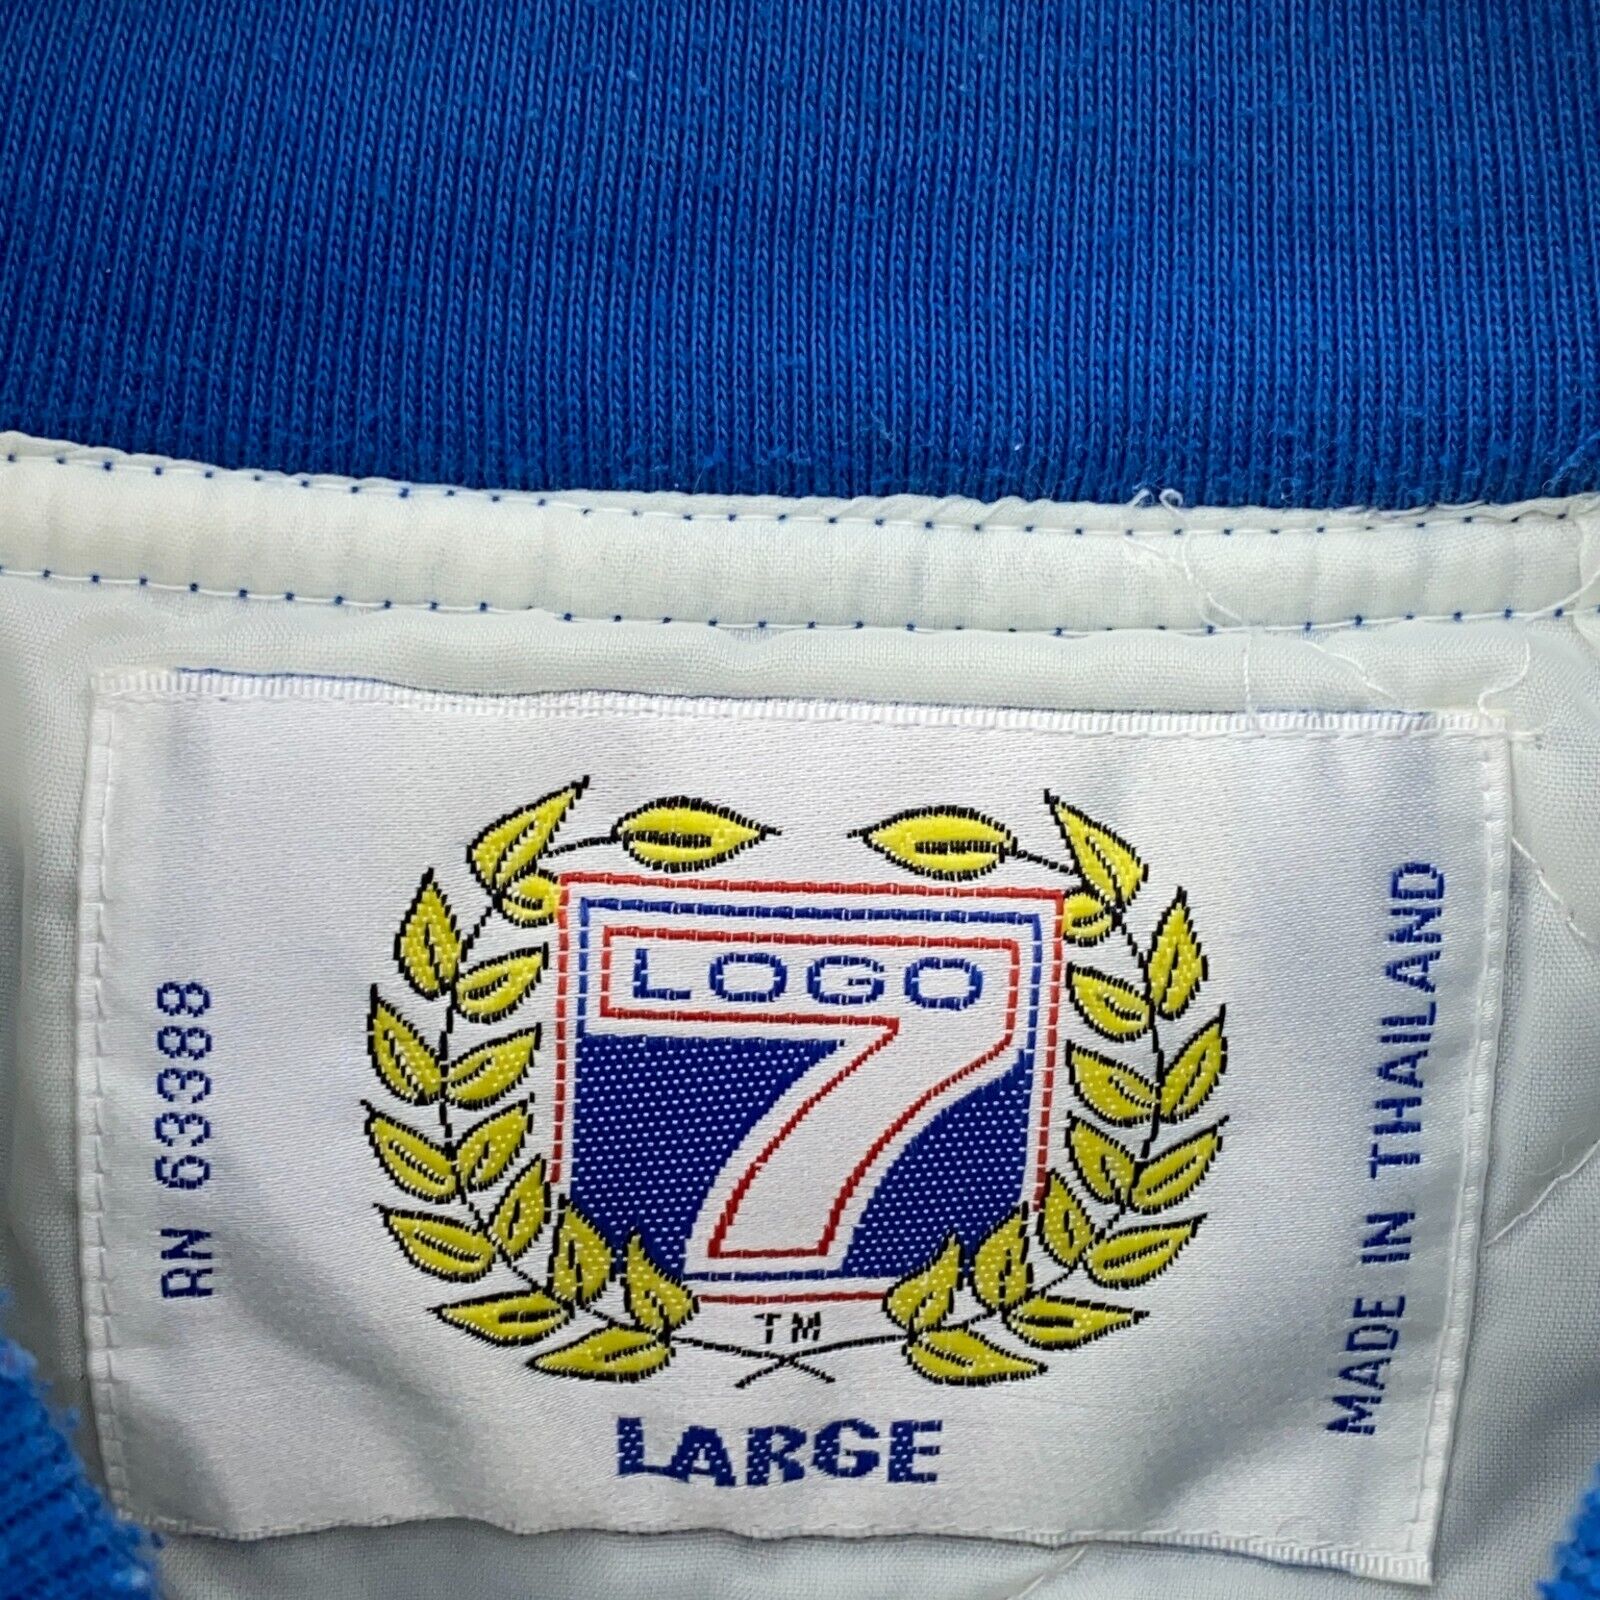 RN 63388
LOGO
7
TM
LARGE
MADE IN THAILAND